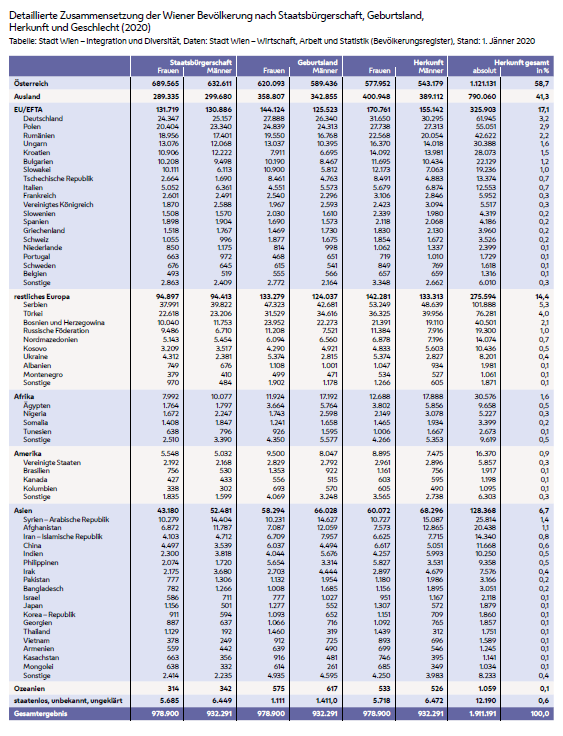 Detaillierte Zusammensetzung der Wiener Bevölkerung nach Staatsbürgerschaft, Geburtsland,
Herkunft und Geschlecht (2020)
Tabelle: Stadt Wien – Integration und Diversität, Daten: Stadt Wien – Wirtschaft, Arbeit und Statistik (Bevölkerungsregister), Stand: 1. Jänner 2020
Staatsbürgerschaft Geburtsland Herkunft Herkunft gesamt
Frauen Männer Frauen Männer Frauen Männer absolut in %
Österreich 689.565 632.611 620.093 589.436 577.952 543.179 1.121.131 58,7
Ausland 289.335 299.680 358.807 342.855 400.948 389.112 790.060 41,3
EU/EFTA 131.719 130.886 144.124 125.523 170.761 155.142 325.903 17,1
Deutschland 24.347 25.157 27.888 26.340 31.650 30.295 61.945 3,2
Polen 20.404 23.340 24.839 24.313 27.738 27.313 55.051 2,9
Rumänien 18.956 17.401 19.550 16.768 22.568 20.054 42.622 2,2
Ungarn 13.076 12.068 13.037 10.395 16.370 14.018 30.388 1,6
Kroatien 10.906 12.222 7.911 6.695 14.092 13.981 28.073 1,5
Bulgarien 10.208 9.498 10.190 8.467 11.695 10.434 22.129 1,2
Slowakei 10.111 6.113 10.900 5.812 12.173 7.063 19.236 1,0
Tschechische Republik 2.664 1.690 8.461 4.763 8.491 4.883 13.374 0,7
Italien 5.052 6.361 4.551 5.573 5.679 6.874 12.553 0,7
Frankreich 2.601 2.491 2.540 2.296 3.106 2.846 5.952 0,3
Vereinigtes Königreich 1.870 2.588 1.967 2.593 2.423 3.094 5.517 0,3
Slowenien 1.508 1.570 2.030 1.610 2.339 1.980 4.319 0,2
Spanien 1.898 1.904 1.690 1.573 2.118 2.068 4.186 0,2
Griechenland 1.518 1.767 1.469 1.730 1.830 2.130 3.960 0,2
Schweiz 1.055 996 1.877 1.675 1.854 1.672 3.526 0,2
Niederlande 850 1.175 814 998 1.062 1.337 2.399 0,1
Portugal 663 972 468 651 719 1.010 1.729 0,1
Schweden 676 645 615 541 849 769 1.618 0,1
Belgien 493 519 555 566 657 659 1.316 0,1
Sonstige 2.863 2.409 2.772 2.164 3.348 2.662 6.010 0,3
restliches Europa 94.897 94.413 133.279 124.037 142.281 133.313 275.594 14,4
Serbien 37.991 39.822 47.323 42.681 53.249 48.639 101.888 5,3
Türkei 22.618 23.206 31.529 34.616 36.325 39.956 76.281 4,0
Bosnien und Herzegowina 10.040 11.753 23.952 22.273 21.391 19.110 40.501 2,1
Russische Föderation 9.486 6.710 11.208 7.521 11.384 7.916 19.300 1,0
Nordmazedonien 5.143 5.454 6.094 6.560 6.878 7.196 14.074 0,7
Kosovo 3.209 3.517 4.290 4.921 4.833 5.603 10.436 0,5
Ukraine 4.312 2.381 5.374 2.815 5.374 2.827 8.201 0,4
Albanien 749 676 1.108 1.001 1.047 934 1.981 0,1
Montenegro 379 410 499 471 534 527 1.061 0,1
Sonstige 970 484 1.902 1.178 1.266 605 1.871 0,1
Afrika 7.992 10.077 11.924 17.192 12.688 17.888 30.576 1,6
Ägypten 1.764 1.797 3.664 5.764 3.802 5.856 9.658 0,5
Nigeria 1.672 2.247 1.743 2.598 2.149 3.078 5.227 0,3
Somalia 1.408 1.847 1.241 1.658 1.465 1.934 3.399 0,2
Tunesien 638 796 926 1.595 1.006 1.667 2.673 0,1
Sonstige 2.510 3.390 4.350 5.577 4.266 5.353 9.619 0,5
Amerika 5.548 5.032 9.500 8.047 8.895 7.475 16.370 0,9
Vereinigte Staaten 2.192 2.168 2.829 2.792 2.961 2.896 5.857 0,3
Brasilien 756 530 1.353 922 1.161 756 1.917 0,1
Kanada 427 433 556 515 603 595 1.198 0,1
Kolumbien 338 302 693 570 605 490 1.095 0,1
Sonstige 1.835 1.599 4.069 3.248 3.565 2.738 6.303 0,3
Asien 43.180 52.481 58.294 66.028 60.072 68.296 128.368 6,7
Syrien – Arabische Republik 10.279 14.404 10.231 14.627 10.727 15.087 25.814 1,4
Afghanistan 6.872 11.787 7.087 12.059 7.573 12.865 20.438 1,1
Iran – Islamische Republik 4.103 4.712 6.709 7.957 6.625 7.715 14.340 0,8
China 4.497 3.539 6.037 4.494 6.617 5.051 11.668 0,6
Indien 2.300 3.818 4.044 5.676 4.257 5.993 10.250 0,5
Philippinen 2.074 1.720 5.654 3.314 5.827 3.531 9.358 0,5
Irak 2.175 3.680 2.703 4.444 2.897 4.679 7.576 0,4
Pakistan 777 1.306 1.132 1.954 1.180 1.986 3.166 0,2
Bangladesch 782 1.266 1.008 1.685 1.156 1.895 3.051 0,2
Israel 586 711 777 1.027 951 1.167 2.118 0,1
Japan 1.156 501 1.277 552 1.307 572 1.879 0,1
Korea – Republik 911 594 1.093 652 1.151 709 1.860 0,1
Georgien 887 637 1.066 716 1.092 765 1.857 0,1
Thailand 1.129 192 1.460 319 1.439 312 1.751 0,1
Vietnam 378 249 912 725 893 696 1.589 0,1
Armenien 559 442 639 490 699 546 1.245 0,1
Kasachstan 663 356 916 481 746 395 1.141 0,1
Mongolei 638 332 614 261 685 349 1.034 0,1
Sonstige 2.414 2.235 4.935 4.595 4.250 3.983 8.233 0,4
Ozeanien 314 342 575 617 533 526 1.059 0,1
staatenlos, unbekannt, ungeklärt 5.685 6.449 1.111 1.411,0 5.718 6.472 12.190 0,6
Gesamtergebnis 978.900 932.291 978.900 932.291 978.900 932.291 1.911.191 100,0